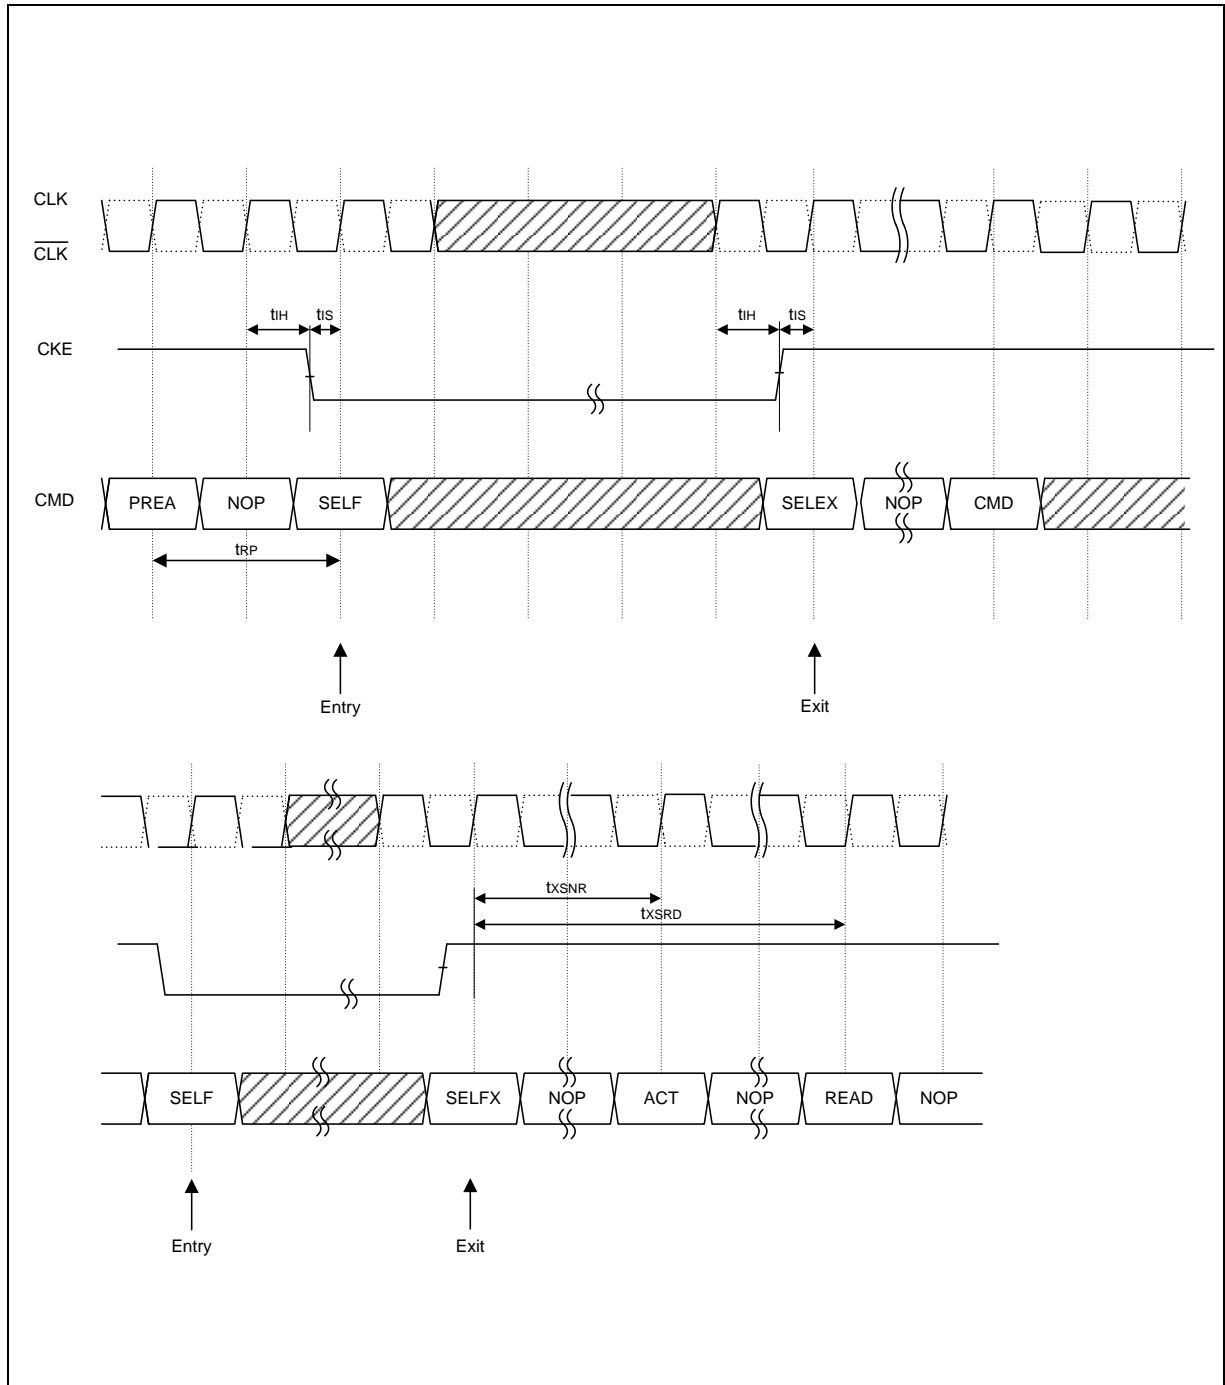 CLK
CLK
tIH tIS tIH tIS
CKE
CMD PREA NOP SELF SELEX NOP CMD
tRP
Entry Exit
tXSNR
tXSRD
SELF SELFX NOP ACT NOP READ NOP
Entry Exit